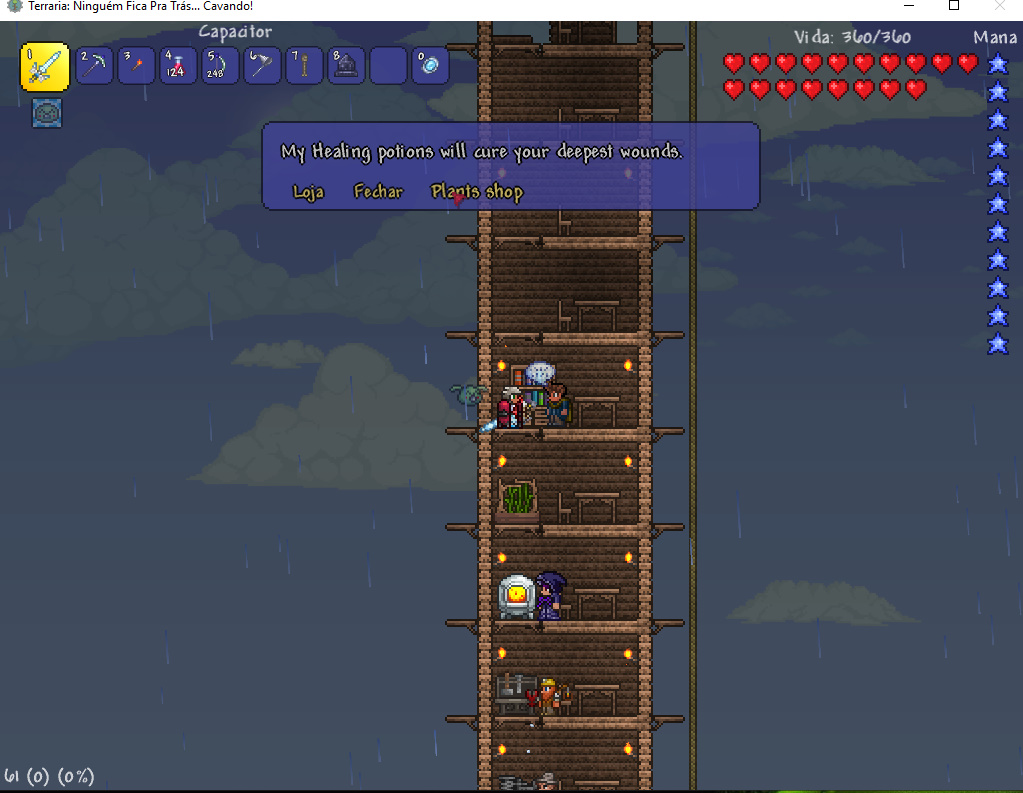 Terraria: Ninguém Fica Pra Trás... Cavando!
Capacitor
Vida: 360/360
Mana
1 2 3 4 5 6 7 8 0
124 248
My Healing potions will cure your deepest wounds.
Loja Fechar Plants shop
61 (0) (0%)